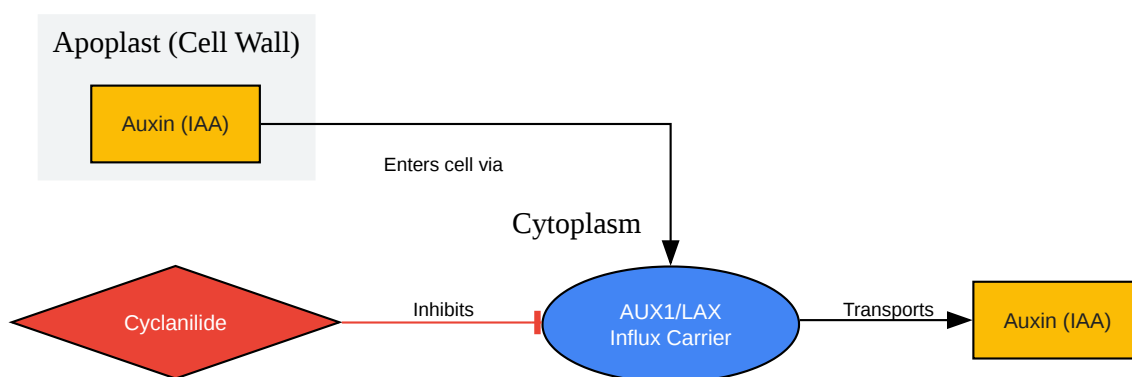 Apoplast (Cell Wall)
Auxin (IAA)
Enters cell via
Cytoplasm
Cyclanilide
Inhibits
AUX1/LAX
Influx Carrier
Transports
Auxin (IAA)